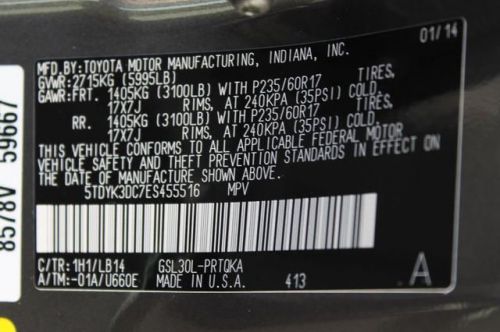 01/14
MFD.BY:TOYOTA MOTOR MANUFACTURING, INDIANA, INC.
GVWR:2715KG (5995LB)
GAWR:FRT. 1405KG (3100LB) WITH P235/60R17 TIRES,
17X7J RIMS, AT 240KPA (35PSI) COLD.
RR. 1405KG (3100LB) WITH P235/60R17 TIRES,
17X7J RIMS, AT 240KPA (35PSI) COLD.
THIS VEHICLE CONFORMS TO ALL APPLICABLE FEDERAL MOTOR
VEHICLE SAFETY AND THEFT PREVENTION STANDARDS IN EFFECT ON
THE DATE OF MANUFACTURE SHOWN ABOVE.
5TDYK3DC7ES455516 MPV
C/TR:1H1/LB14 GSL30L-PRTQKA
A/TM:-01A/U660E MADE IN U.S.A. 413
A
8578V 59667